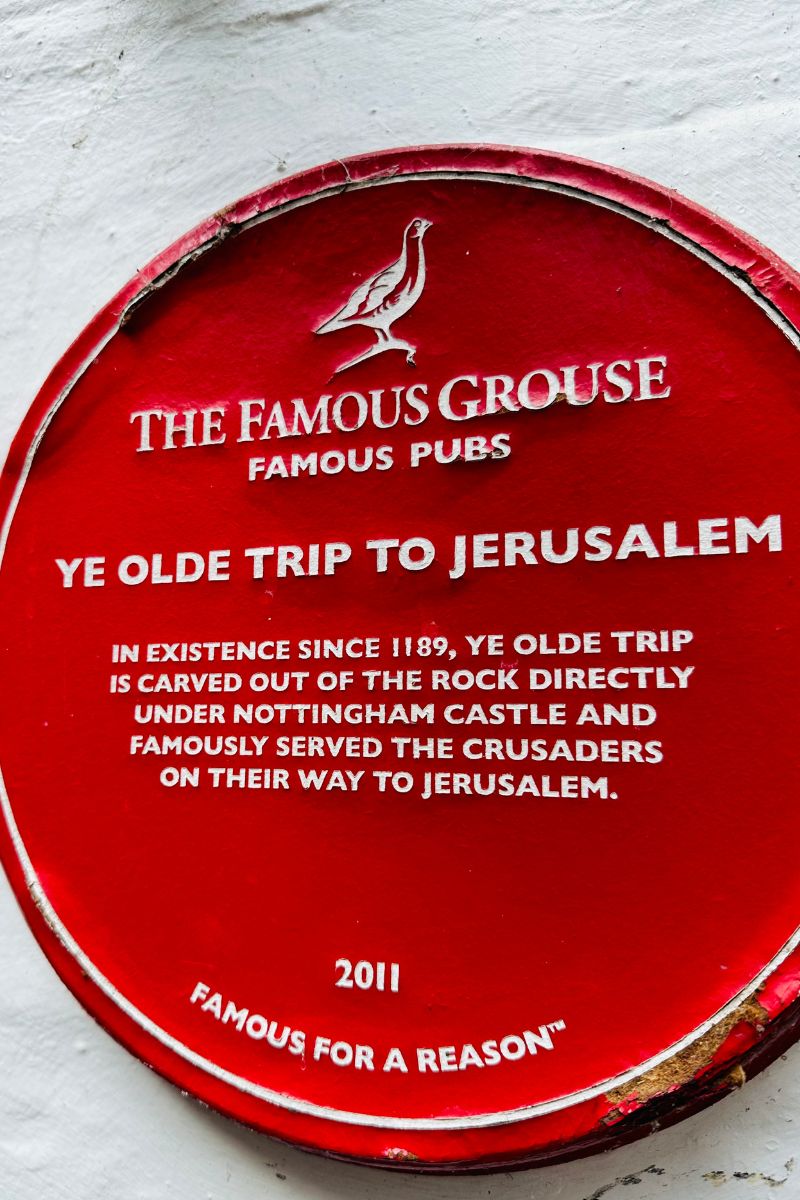 THE FAMOUS GROUSE
FAMOUS PUBS
YE OLDE TRIP TO JERUSALEM
IN EXISTENCE SINCE 1189, YE OLDE TRIP
IS CARVED OUT OF THE ROCK DIRECTLY
UNDER NOTTINGHAM CASTLE AND
FAMOUSLY SERVED THE CRUSADERS
ON THEIR WAY TO JERUSALEM.
2011
FAMOUS FOR A REASON™